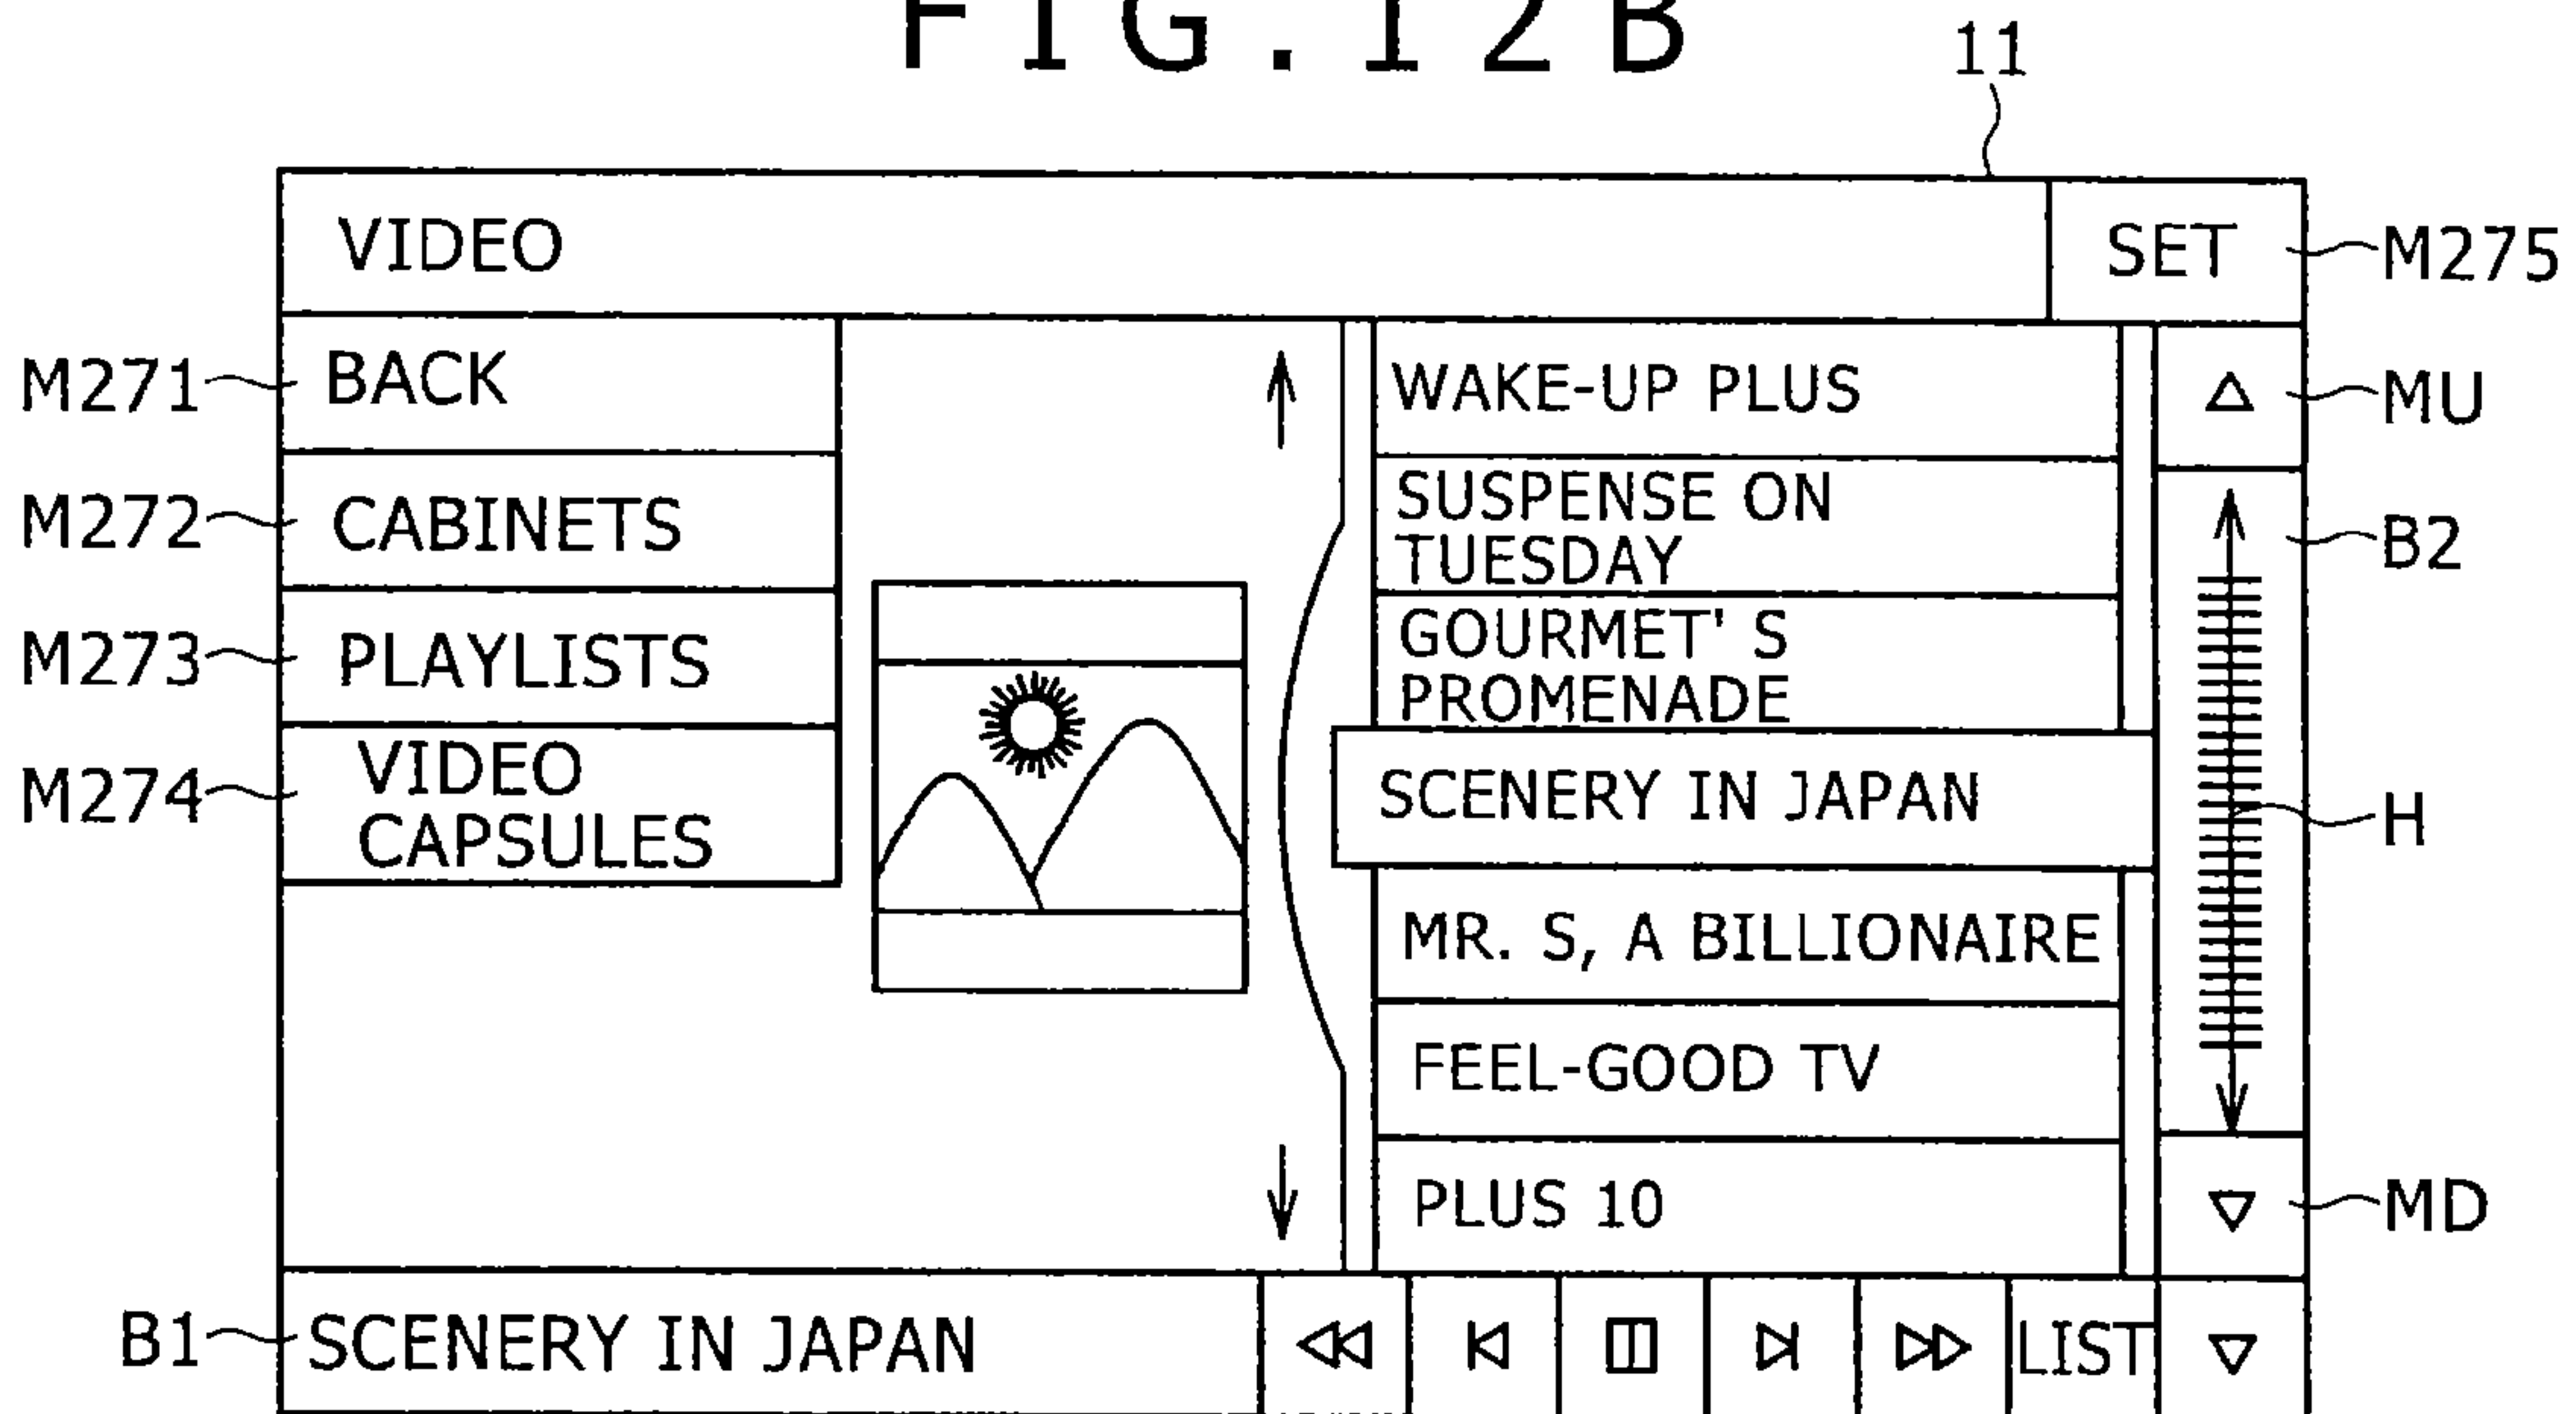 FIG.12B
11
VIDEO
SET
M275
M271
BACK
WAKE-UP PLUS
MU
M272
CABINETS
SUSPENSE ON
TUESDAY
B2
M273
PLAYLISTS
GOURMET' S
PROMENADE
M274
VIDEO
CAPSULES
SCENERY IN JAPAN
H
MR. S, A BILLIONAIRE
FEEL-GOOD TV
PLUS 10
MD
B1
SCENERY IN JAPAN
LIST